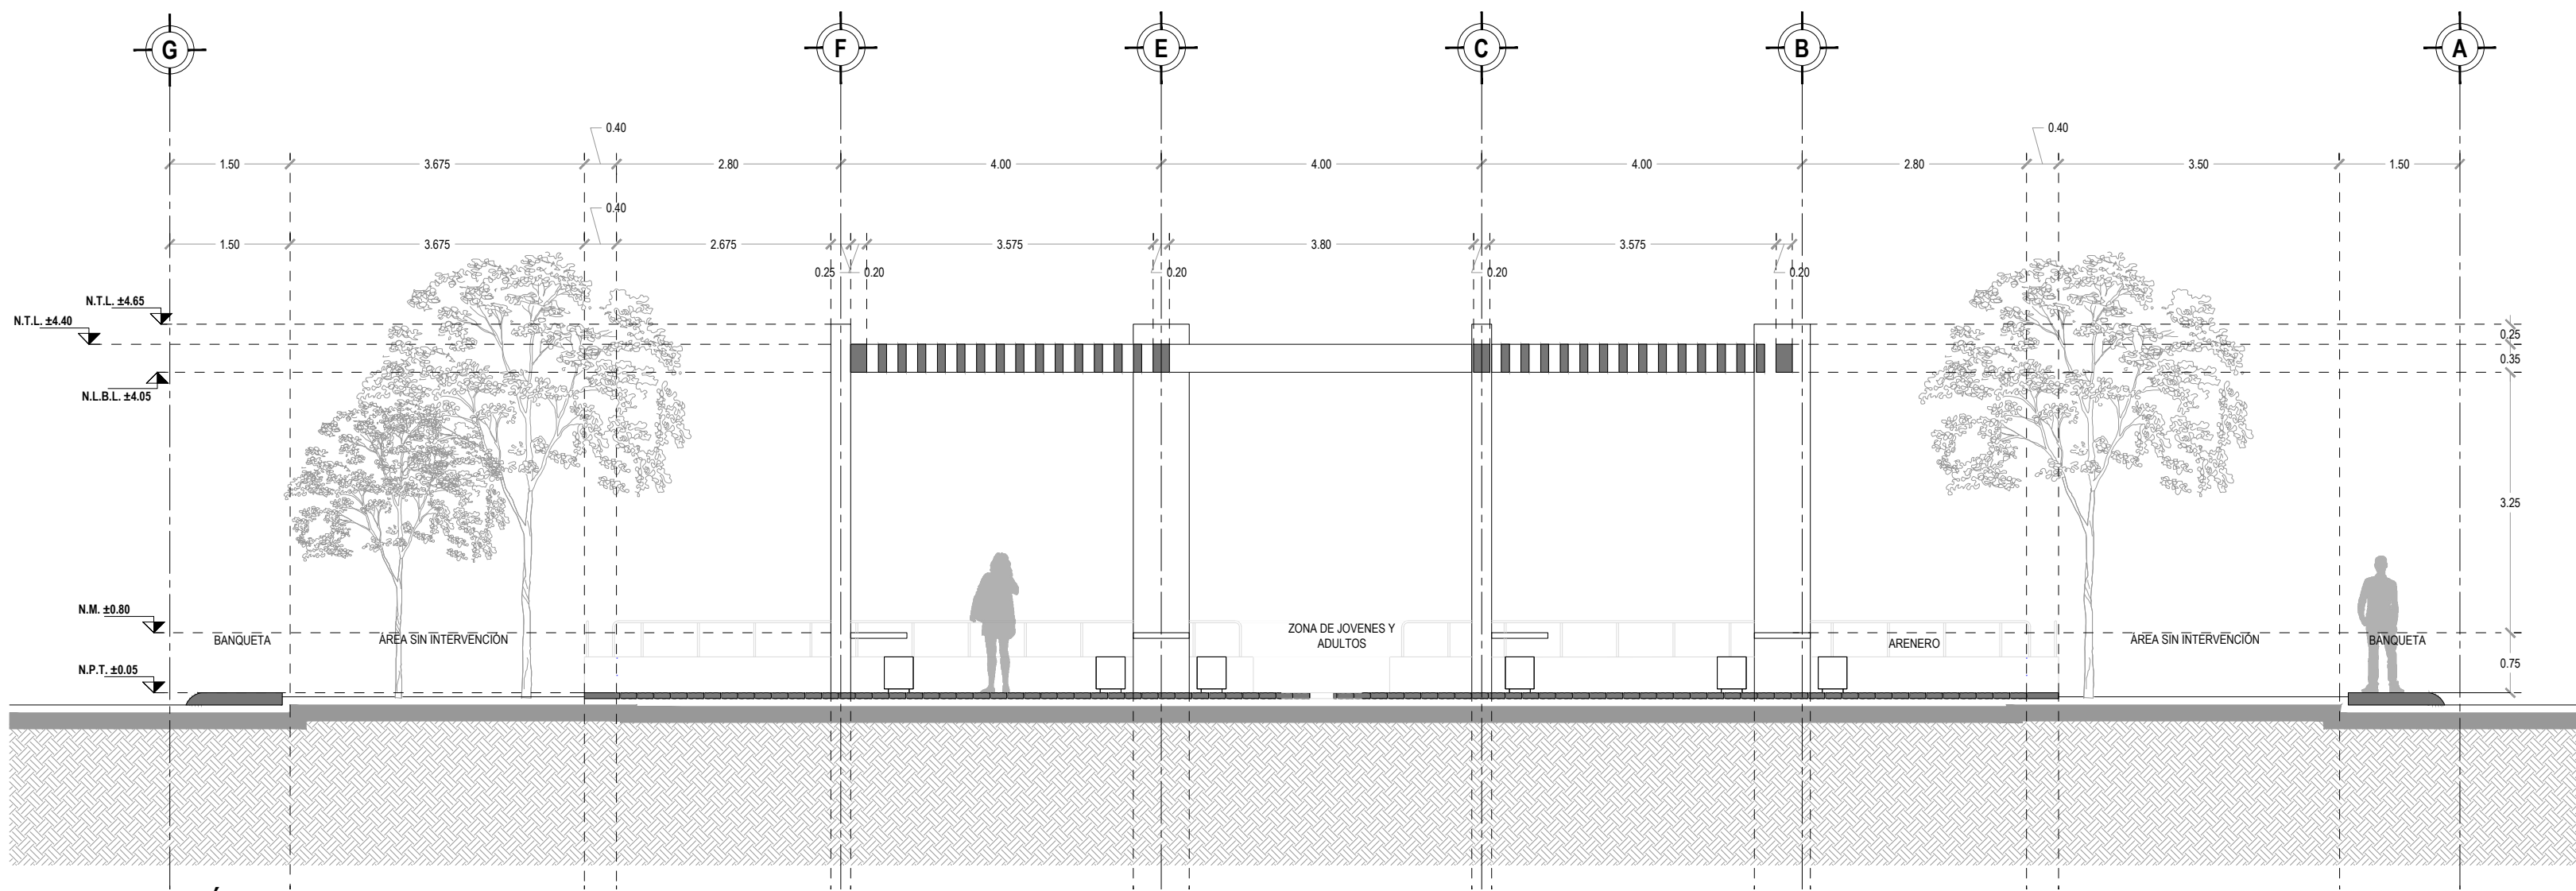 G
F
E
C
B
A
0.40
0.40
1.50
3.675
2.80
4.00
4.00
4.00
2.80
3.50
1.50
0.40
1.50
3.675
2.675
3.575
3.80
3.575
0.25
0.20
0.20
0.20
0.20
N.T.L. ±4.65
N.T.L. ±4.40
N.L.B.L. ±4.05
0.25
0.35
3.25
N.M. ±0.80
BANQUETA
ÁREA SIN INTERVENCIÓN
ZONA DE JOVENES Y
ADULTOS
ARENERO
ÁREA SIN INTERVENCIÓN
BANQUETA
N.P.T. ±0.05
0.75